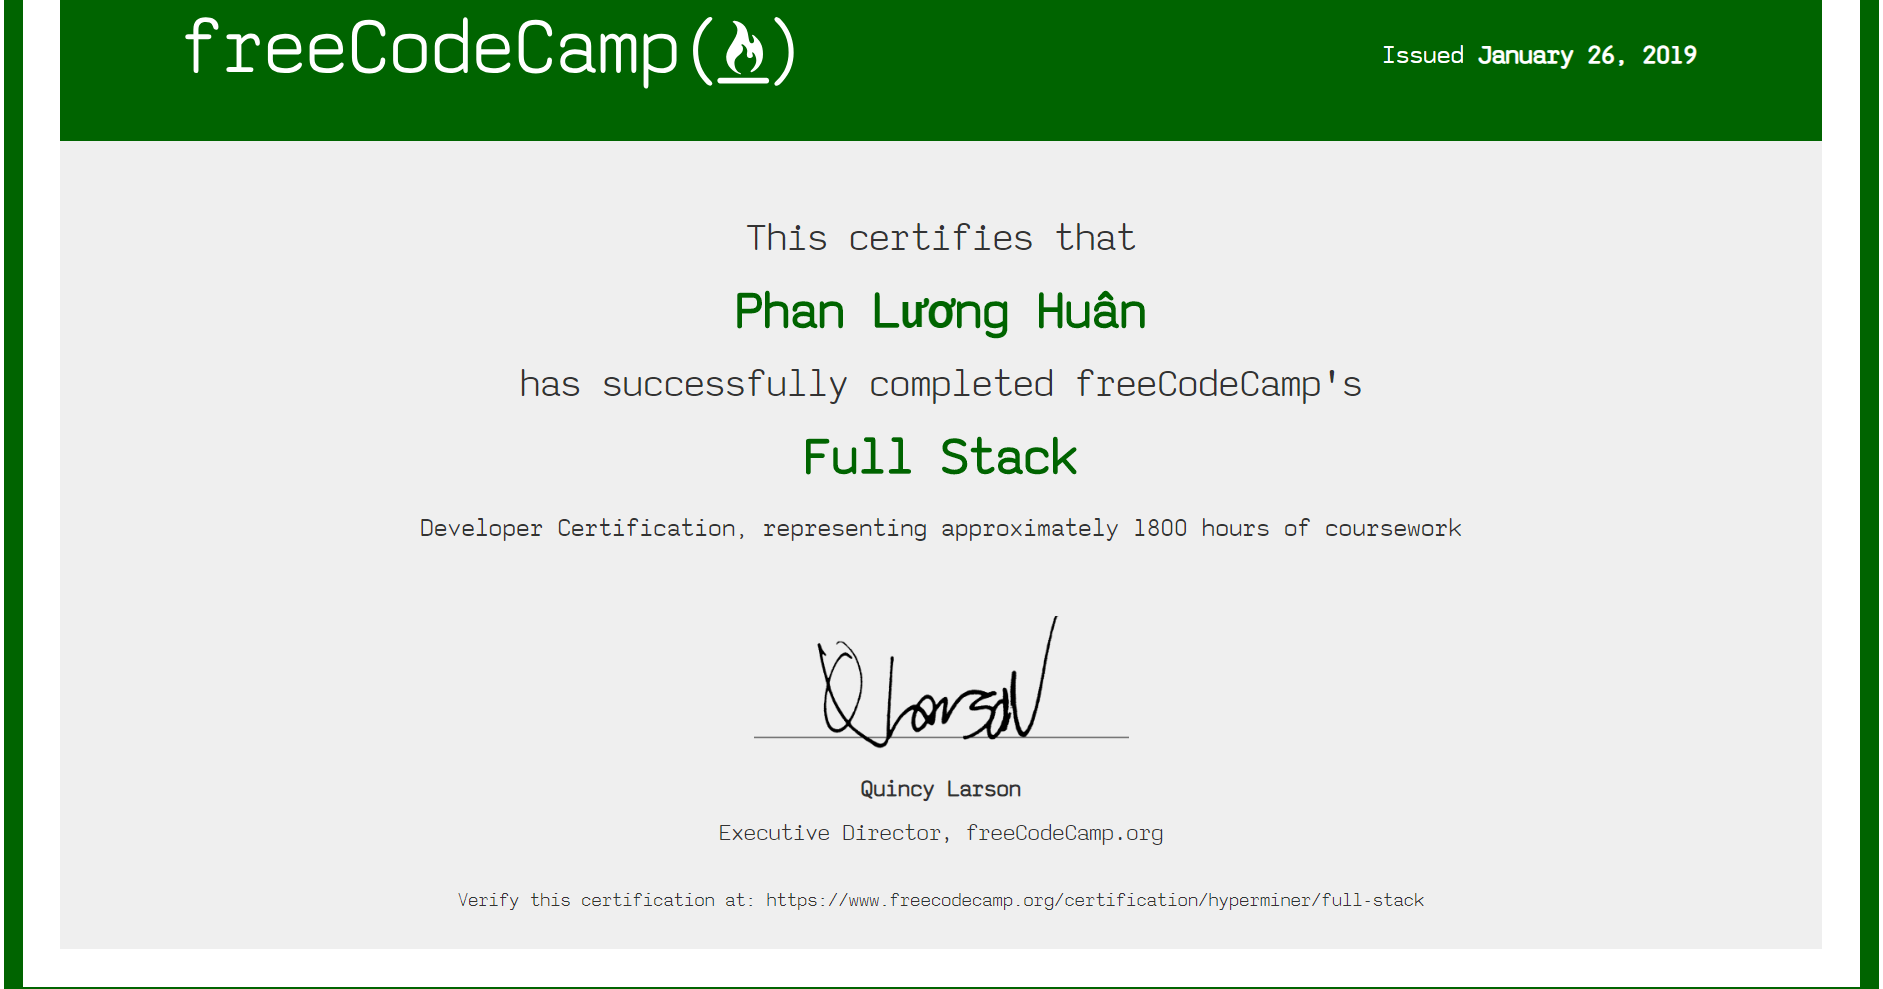 freeCodeCamp(🔥)
Issued January 26, 2019
This certifies that
Phan Lương Huân
has successfully completed freeCodeCamp's
Full Stack
Developer Certification, representing approximately 1800 hours of coursework
Q Larson
Quincy Larson
Executive Director, freeCodeCamp.org
Verify this certification at: https://www.freecodecamp.org/certification/hyperminer/full-stack